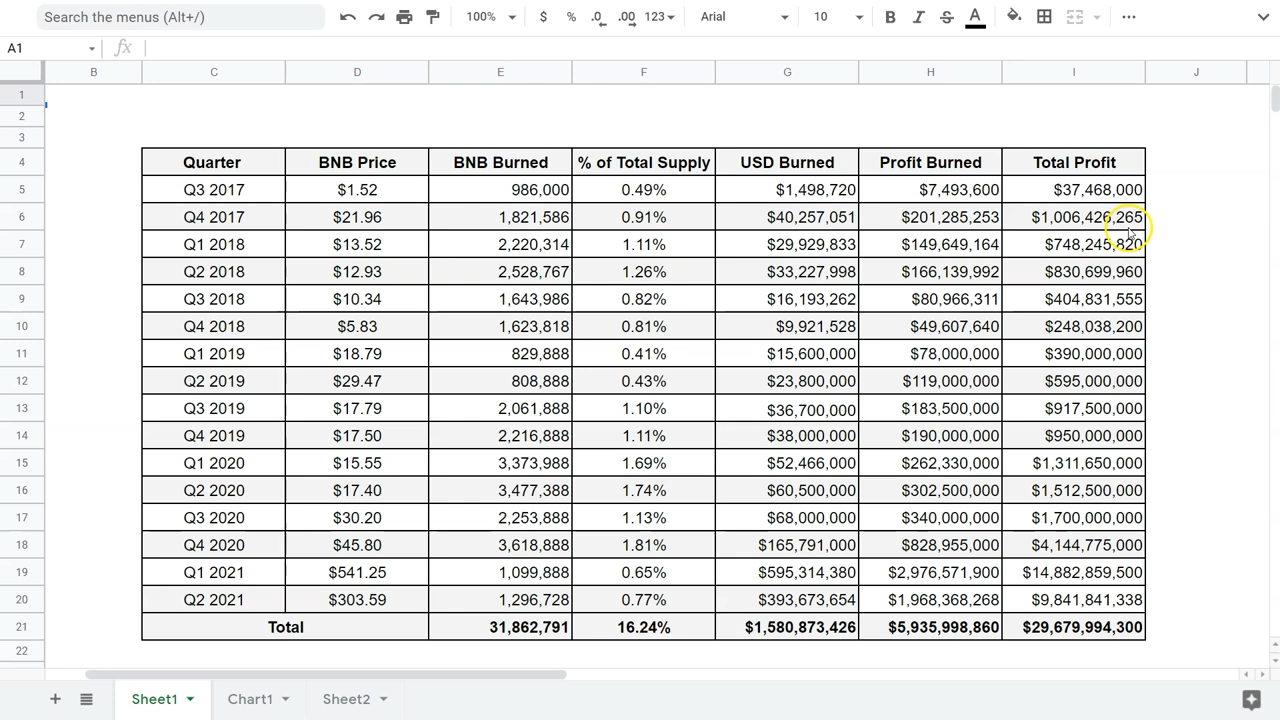 Search the menus (Alt+/) 100% $ % .0 .00 123 Arial 10 B I S A
A1 fx
B C D E F G H I J
1
2
3
4 Quarter BNB Price BNB Burned % of Total Supply USD Burned Profit Burned Total Profit
5 Q3 2017 $1.52 986,000 0.49% $1,498,720 $7,493,600 $37,468,000
6 Q4 2017 $21.96 1,821,586 0.91% $40,257,051 $201,285,253 $1,006,426,265
7 Q1 2018 $13.52 2,220,314 1.11% $29,929,833 $149,649,164 $748,245,820
8 Q2 2018 $12.93 2,528,767 1.26% $33,227,998 $166,139,992 $830,699,960
9 Q3 2018 $10.34 1,643,986 0.82% $16,193,262 $80,966,311 $404,831,555
10 Q4 2018 $5.83 1,623,818 0.81% $9,921,528 $49,607,640 $248,038,200
11 Q1 2019 $18.79 829,888 0.41% $15,600,000 $78,000,000 $390,000,000
12 Q2 2019 $29.47 808,888 0.43% $23,800,000 $119,000,000 $595,000,000
13 Q3 2019 $17.79 2,061,888 1.10% $36,700,000 $183,500,000 $917,500,000
14 Q4 2019 $17.50 2,216,888 1.11% $38,000,000 $190,000,000 $950,000,000
15 Q1 2020 $15.55 3,373,988 1.69% $52,466,000 $262,330,000 $1,311,650,000
16 Q2 2020 $17.40 3,477,388 1.74% $60,500,000 $302,500,000 $1,512,500,000
17 Q3 2020 $30.20 2,253,888 1.13% $68,000,000 $340,000,000 $1,700,000,000
18 Q4 2020 $45.80 3,618,888 1.81% $165,791,000 $828,955,000 $4,144,775,000
19 Q1 2021 $541.25 1,099,888 0.65% $595,314,380 $2,976,571,900 $14,882,859,500
20 Q2 2021 $303.59 1,296,728 0.77% $393,673,654 $1,968,368,268 $9,841,841,338
21 Total 31,862,791 16.24% $1,580,873,426 $5,935,998,860 $29,679,994,300
22
Sheet1 Chart1 Sheet2